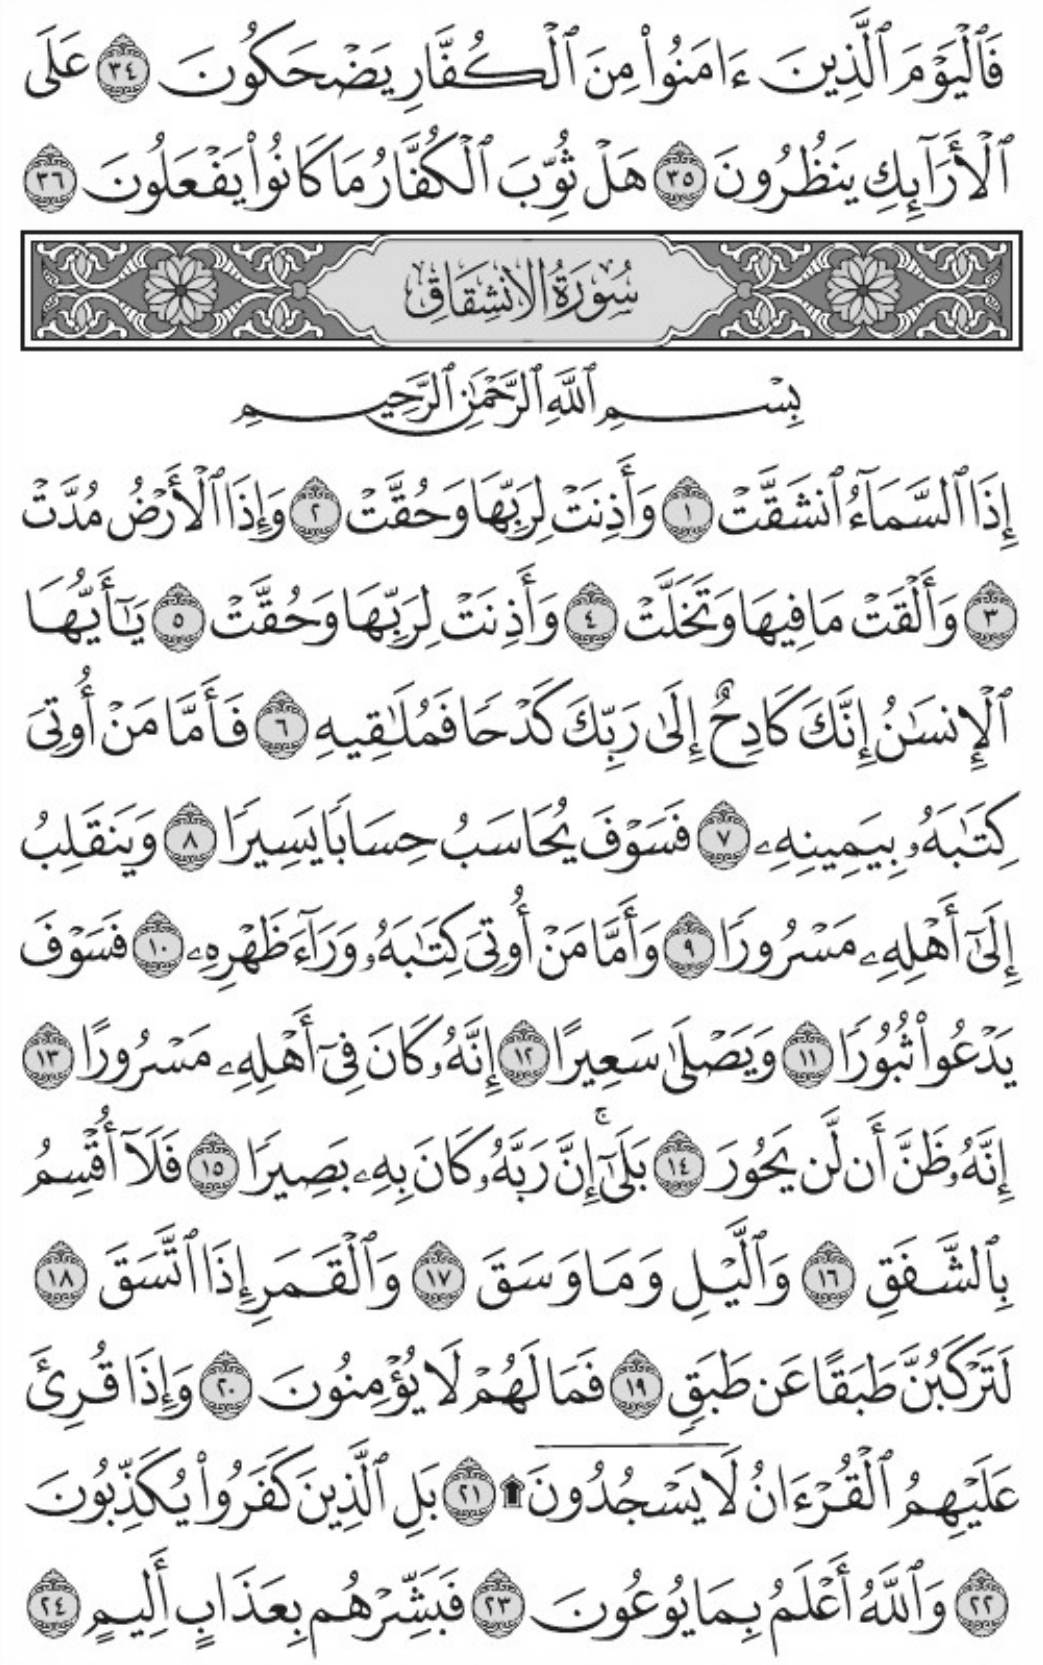 فَٱلْيَوْمَ ٱلَّذِينَ ءَامَنُوا۟ مِنَ ٱلْكُفَّارِ يَضْحَكُونَ ٣٤ عَلَى
ٱلْأَرَآئِكِ يَنظُرُونَ ٣٥ هَلْ ثُوِّبَ ٱلْكُفَّارُ مَا كَانُوا۟ يَفْعَلُونَ ٣٦
سُورَةُ الانشِقَاقِ
بِسْمِ ٱللَّهِ ٱلرَّحْمَٰنِ ٱلرَّحِيمِ
إِذَا ٱلسَّمَآءُ ٱنشَقَّتْ ١ وَأَذِنَتْ لِرَبِّهَا وَحُقَّتْ ٢ وَإِذَا ٱلْأَرْضُ مُدَّتْ
٣ وَأَلْقَتْ مَا فِيهَا وَتَخَلَّتْ ٤ وَأَذِنَتْ لِرَبِّهَا وَحُقَّتْ ٥ يَٰٓأَيُّهَا
ٱلْإِنسَٰنُ إِنَّكَ كَادِحٌ إِلَىٰ رَبِّكَ كَدْحًا فَمُلَٰقِيهِ ٦ فَأَمَّا مَنْ أُوتِىَ
كِتَٰبَهُۥ بِيَمِينِهِۦ ٧ فَسَوْفَ يُحَاسَبُ حِسَابًا يَسِيرًا ٨ وَيَنقَلِبُ
إِلَىٰٓ أَهْلِهِۦ مَسْرُورًا ٩ وَأَمَّا مَنْ أُوتِىَ كِتَٰبَهُۥ وَرَآءَ ظَهْرِهِۦ ١٠ فَسَوْفَ
يَدْعُوا۟ ثُبُورًا ١١ وَيَصْلَىٰ سَعِيرًا ١٢ إِنَّهُۥ كَانَ فِىٓ أَهْلِهِۦ مَسْرُورًا ١٣
إِنَّهُۥ ظَنَّ أَن لَّن يَحُورَ ١٤ بَلَىٰٓۚ إِنَّ رَبَّهُۥ كَانَ بِهِۦ بَصِيرًا ١٥ فَلَآ أُقْسِمُ
بِٱلشَّفَقِ ١٦ وَٱلَّيْلِ وَمَا وَسَقَ ١٧ وَٱلْقَمَرِ إِذَا ٱتَّسَقَ ١٨
لَتَرْكَبُنَّ طَبَقًا عَن طَبَقٍ ١٩ فَمَا لَهُمْ لَا يُؤْمِنُونَ ٢٠ وَإِذَا قُرِئَ
عَلَيْهِمُ ٱلْقُرْءَانُ لَا يَسْجُدُونَ ۩ ٢١ بَلِ ٱلَّذِينَ كَفَرُوا۟ يُكَذِّبُونَ
٢٢ وَٱللَّهُ أَعْلَمُ بِمَا يُوعُونَ ٢٣ فَبَشِّرْهُم بِعَذَابٍ أَلِيمٍ ٢٤